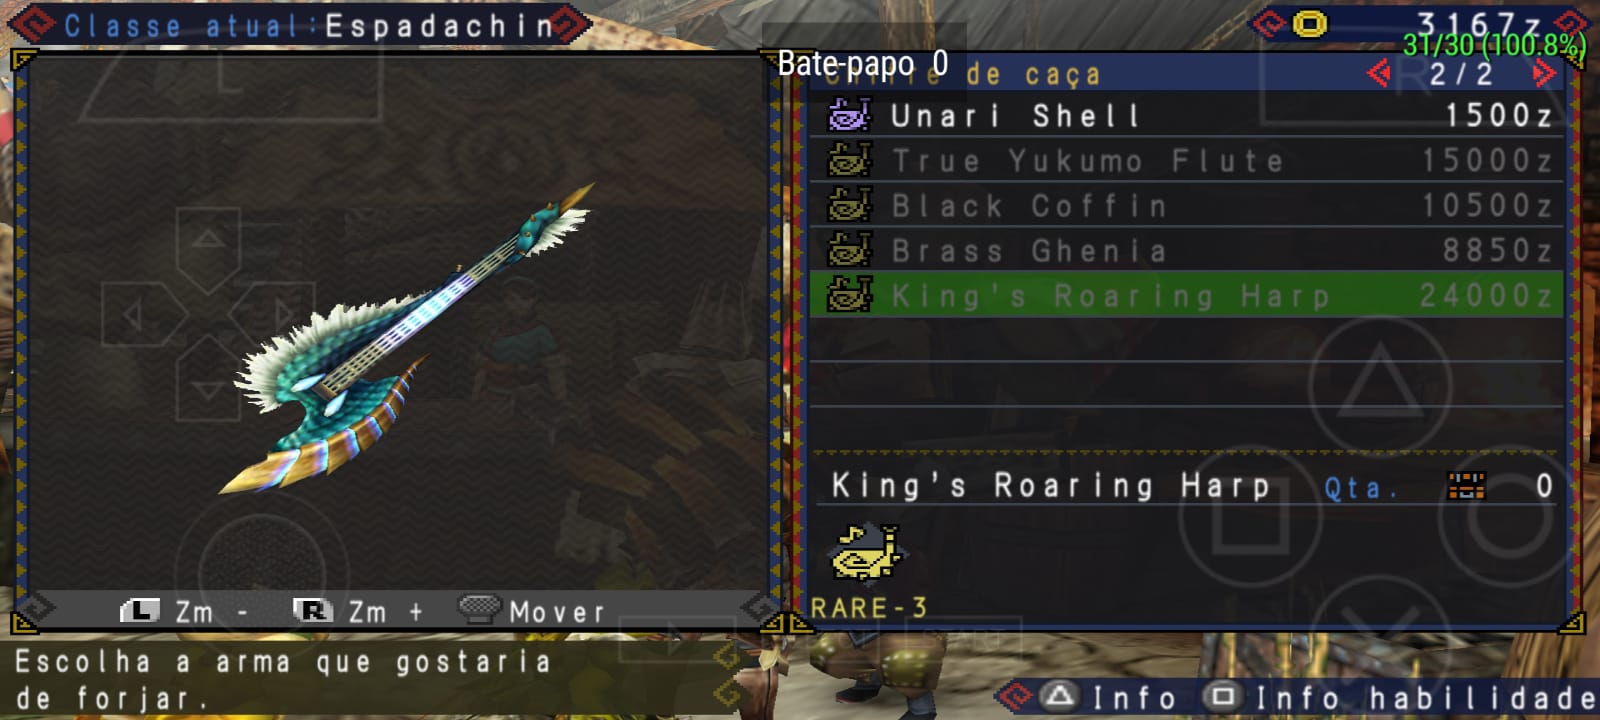 Classe atual:Espadachin
3167z
31/30 (100.8%)
Bate-papo 0
de caça
2/2
Unari Shell 1500z
True Yukumo Flute 15000z
Black Coffin 10500z
Brass Ghenia 8850z
King's Roaring Harp 24000z
King's Roaring Harp Qta. 0
RARE-3
L Zm - R Zm + Mover
Escolha a arma que gostaria
de forjar.
Info Info habilidade
L
R
START